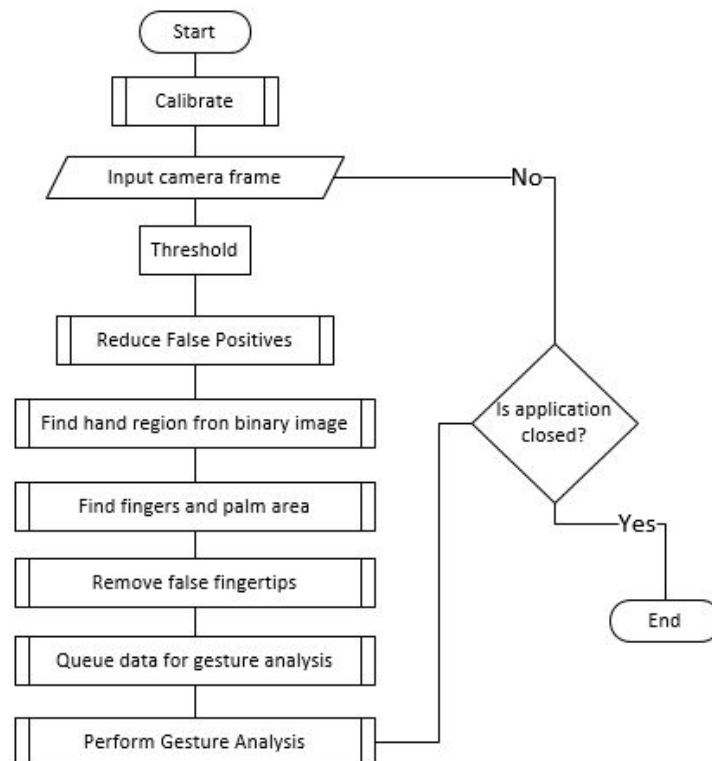 Start
Calibrate
Input camera frame
No
Threshold
Reduce False Positives
Find hand region fron binary image
Is application
closed?
Find fingers and palm area
Yes
Remove false fingertips
End
Queue data for gesture analysis
Perform Gesture Analysis